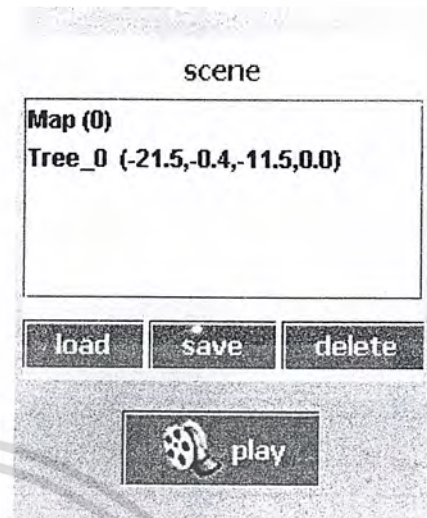 scene
Map (0)
Tree_0 (-21.5,-0.4,-11.5,0.0)
load save delete
play